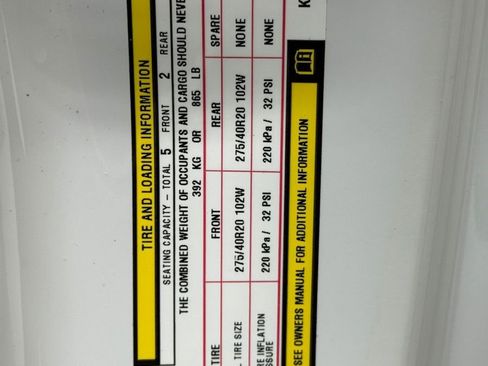 TIRE AND LOADING INFORMATION
SEATING CAPACITY - TOTAL 5 FRONT 2 REAR
THE COMBINED WEIGHT OF OCCUPANTS AND CARGO SHOULD NEVE
392 KG OR 865 LB
TIRE FRONT REAR SPARE
TIRE SIZE 275/40R20 102W 275/40R20 102W NONE
RE INFLATION
SSURE 220 kPa / 32 PSI 220 kPa / 32 PSI NONE
SEE OWNERS MANUAL FOR ADDITIONAL INFORMATION
K